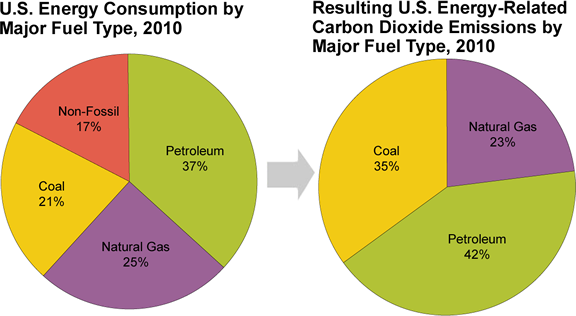 U.S. Energy Consumption by
Major Fuel Type, 2010
Non-Fossil
17%
Petroleum
37%
Coal
21%
Natural Gas
25%
Resulting U.S. Energy-Related
Carbon Dioxide Emissions by
Major Fuel Type, 2010
Coal
35%
Natural Gas
23%
Petroleum
42%